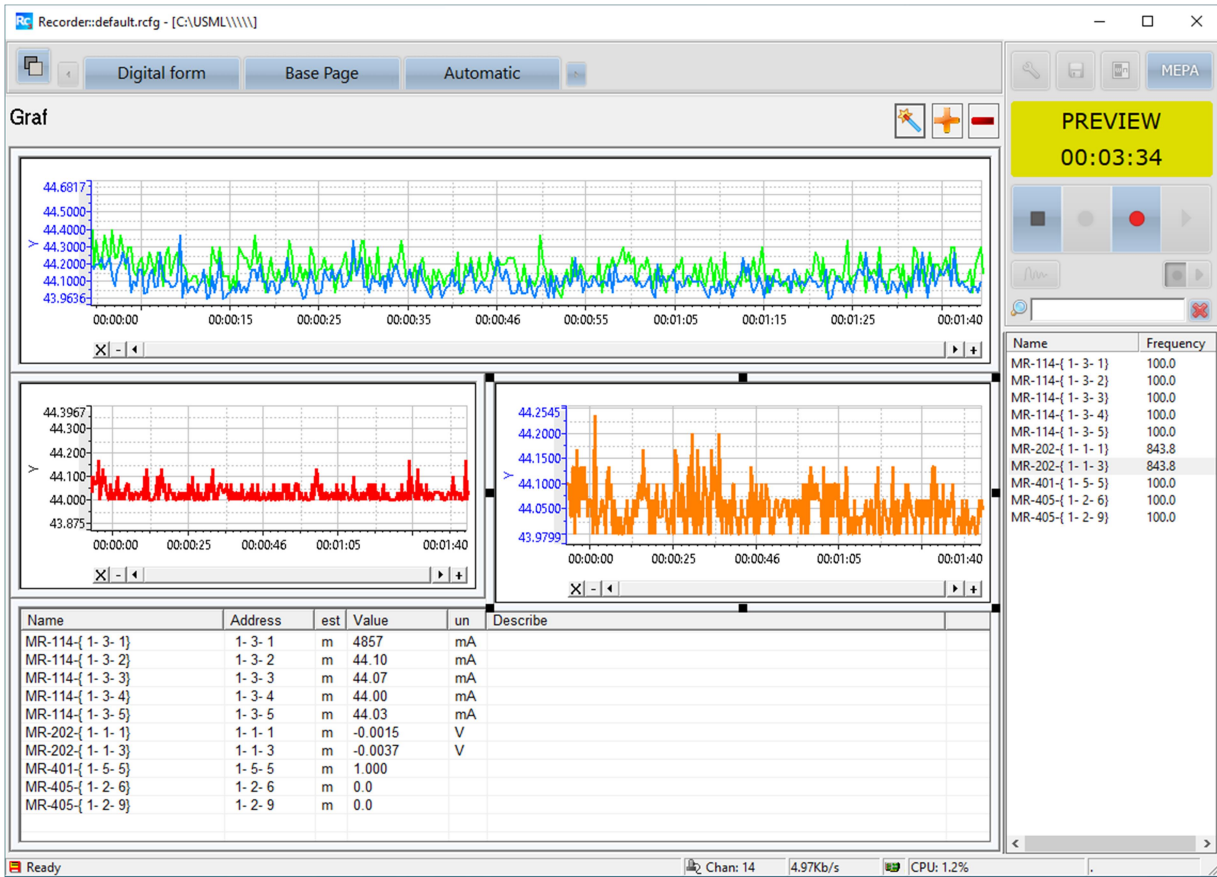 Recorder::default.rcfg - [C:\USML\\\\\]
Digital form Base Page Automatic
MEPA
Graf
PREVIEW
00:03:34
44.6817
44.5000
44.4000
44.3000
44.2000
44.1000
43.9636
Y
00:00:00 00:00:15 00:00:25 00:00:35 00:00:46 00:00:55 00:01:05 00:01:15 00:01:25 00:01:40
X - +
44.3967
44.300
44.200
44.100
44.000
43.875
Y
00:00:00 00:00:25 00:00:46 00:01:05 00:01:40
X - +
44.2545
44.2000
44.1500
44.1000
44.0500
43.9799
Y
00:00:00 00:00:25 00:00:46 00:01:05 00:01:40
X - +
Name Address est Value un Describe
MR-114-{ 1- 3- 1} 1- 3- 1 m 4857 mA
MR-114-{ 1- 3- 2} 1- 3- 2 m 44.10 mA
MR-114-{ 1- 3- 3} 1- 3- 3 m 44.07 mA
MR-114-{ 1- 3- 4} 1- 3- 4 m 44.00 mA
MR-114-{ 1- 3- 5} 1- 3- 5 m 44.03 mA
MR-202-{ 1- 1- 1} 1- 1- 1 m -0.0015 V
MR-202-{ 1- 1- 3} 1- 1- 3 m -0.0037 V
MR-401-{ 1- 5- 5} 1- 5- 5 m 1.000
MR-405-{ 1- 2- 6} 1- 2- 6 m 0.0
MR-405-{ 1- 2- 9} 1- 2- 9 m 0.0
Name Frequency
MR-114-{ 1- 3- 1} 100.0
MR-114-{ 1- 3- 2} 100.0
MR-114-{ 1- 3- 3} 100.0
MR-114-{ 1- 3- 4} 100.0
MR-114-{ 1- 3- 5} 100.0
MR-202-{ 1- 1- 1} 843.8
MR-202-{ 1- 1- 3} 843.8
MR-401-{ 1- 5- 5} 100.0
MR-405-{ 1- 2- 6} 100.0
MR-405-{ 1- 2- 9} 100.0
Ready Chan: 14 4.97Kb/s CPU: 1.2% .